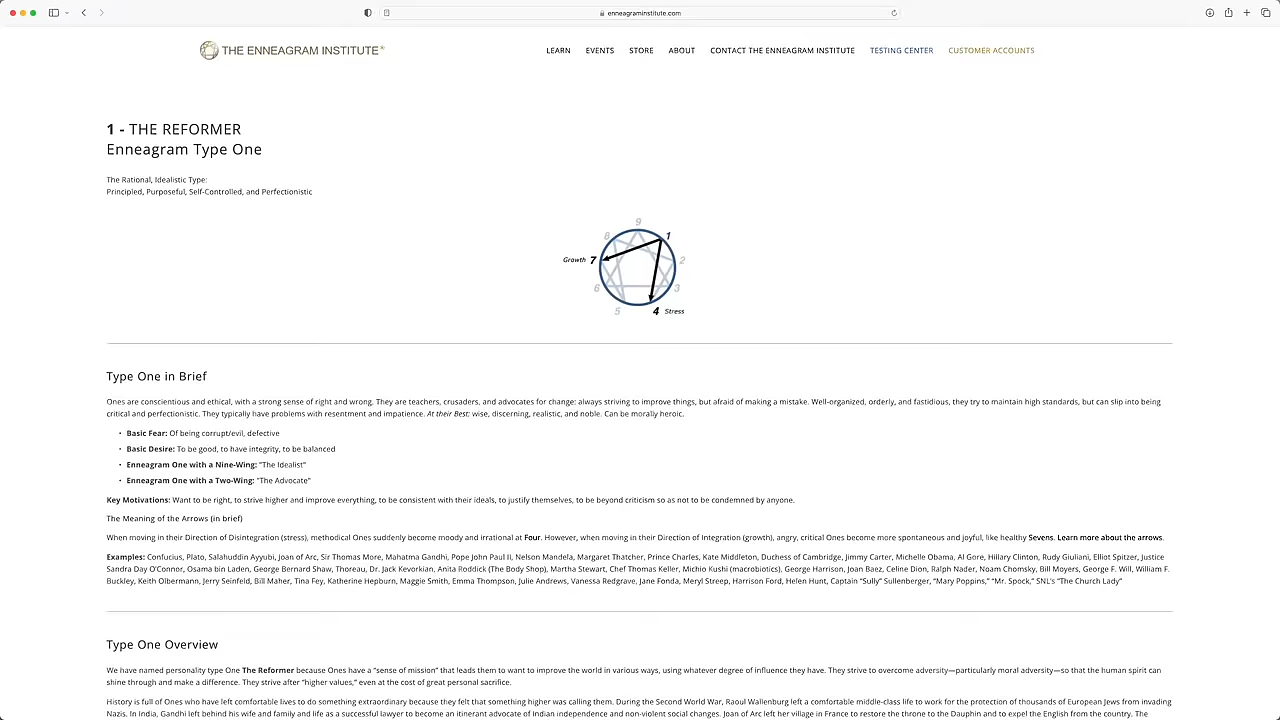 enneagraminstitute.com
THE ENNEAGRAM INSTITUTE®
LEARN EVENTS STORE ABOUT CONTACT THE ENNEAGRAM INSTITUTE TESTING CENTER CUSTOMER ACCOUNTS
1 - THE REFORMER
Enneagram Type One
The Rational, Idealistic Type:
Principled, Purposeful, Self-Controlled, and Perfectionistic
9
8 1
Growth 7 2
6 3
5 4 Stress
Type One in Brief
Ones are conscientious and ethical, with a strong sense of right and wrong. They are teachers, crusaders, and advocates for change: always striving to improve things, but afraid of making a mistake. Well-organized, orderly, and fastidious, they try to maintain high standards, but can slip into being
critical and perfectionistic. They typically have problems with resentment and impatience. At their Best: wise, discerning, realistic, and noble. Can be morally heroic.
• Basic Fear: Of being corrupt/evil, defective
• Basic Desire: To be good, to have integrity, to be balanced
• Enneagram One with a Nine-Wing: "The Idealist"
• Enneagram One with a Two-Wing: "The Advocate"
Key Motivations: Want to be right, to strive higher and improve everything, to be consistent with their ideals, to justify themselves, to be beyond criticism so as not to be condemned by anyone.
The Meaning of the Arrows (in brief)
When moving in their Direction of Disintegration (stress), methodical Ones suddenly become moody and irrational at Four. However, when moving in their Direction of Integration (growth), angry, critical Ones become more spontaneous and joyful, like healthy Sevens. Learn more about the arrows.
Examples: Confucius, Plato, Salahuddin Ayyubi, Joan of Arc, Sir Thomas More, Mahatma Gandhi, Pope John Paul II, Nelson Mandela, Margaret Thatcher, Prince Charles, Kate Middleton, Duchess of Cambridge, Jimmy Carter, Michelle Obama, Al Gore, Hillary Clinton, Rudy Giuliani, Elliot Spitzer, Justice
Sandra Day O'Connor, Osama bin Laden, George Bernard Shaw, Thoreau, Dr. Jack Kevorkian, Anita Roddick (The Body Shop), Martha Stewart, Chef Thomas Keller, Michio Kushi (macrobiotics), George Harrison, Joan Baez, Celine Dion, Ralph Nader, Noam Chomsky, Bill Moyers, George F. Will, William F.
Buckley, Keith Olbermann, Jerry Seinfeld, Bill Maher, Tina Fey, Katherine Hepburn, Maggie Smith, Emma Thompson, Julie Andrews, Vanessa Redgrave, Jane Fonda, Meryl Streep, Harrison Ford, Helen Hunt, Captain "Sully" Sullenberger, "Mary Poppins," "Mr. Spock," SNL's "The Church Lady"
Type One Overview
We have named personality type One The Reformer because Ones have a "sense of mission" that leads them to want to improve the world in various ways, using whatever degree of influence they have. They strive to overcome adversity—particularly moral adversity—so that the human spirit can
shine through and make a difference. They strive after "higher values," even at the cost of great personal sacrifice.
History is full of Ones who have left comfortable lives to do something extraordinary because they felt that something higher was calling them. During the Second World War, Raoul Wallenburg left a comfortable middle-class life to work for the protection of thousands of European Jews from invading
Nazis. In India, Gandhi left behind his wife and family and life as a successful lawyer to become an itinerant advocate of Indian independence and non-violent social changes. Joan of Arc left her village in France to restore the throne to the Dauphin and to expel the English from the country. The